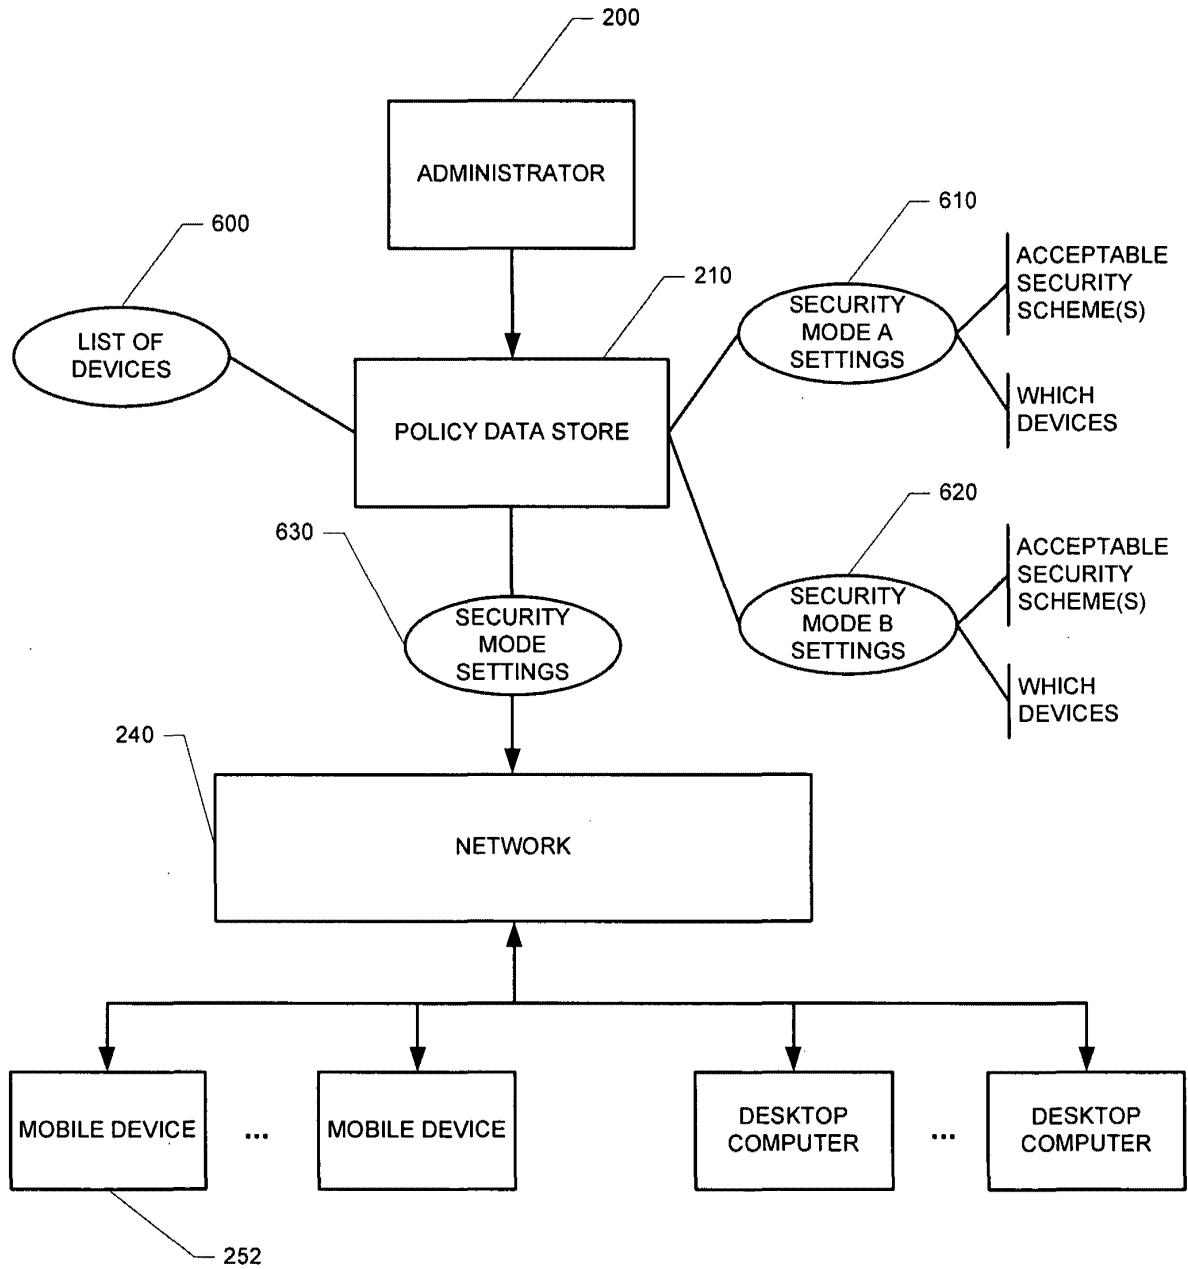 200
ADMINISTRATOR
600
610
210
ACCEPTABLE
SECURITY
SCHEME(S)
LIST OF
DEVICES
SECURITY
MODE A
SETTINGS
WHICH
DEVICES
POLICY DATA STORE
620
630
ACCEPTABLE
SECURITY
SCHEME(S)
SECURITY
MODE
SETTINGS
SECURITY
MODE B
SETTINGS
WHICH
DEVICES
240
NETWORK
MOBILE DEVICE
...
MOBILE DEVICE
DESKTOP
COMPUTER
...
DESKTOP
COMPUTER
252